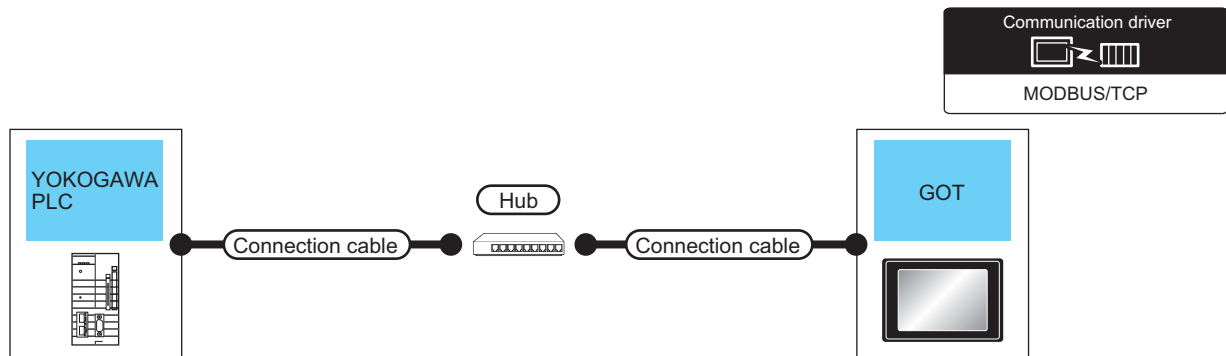 Communication driver
MODBUS/TCP
YOKOGAWA
PLC
Hub
GOT
Connection cable
Connection cable